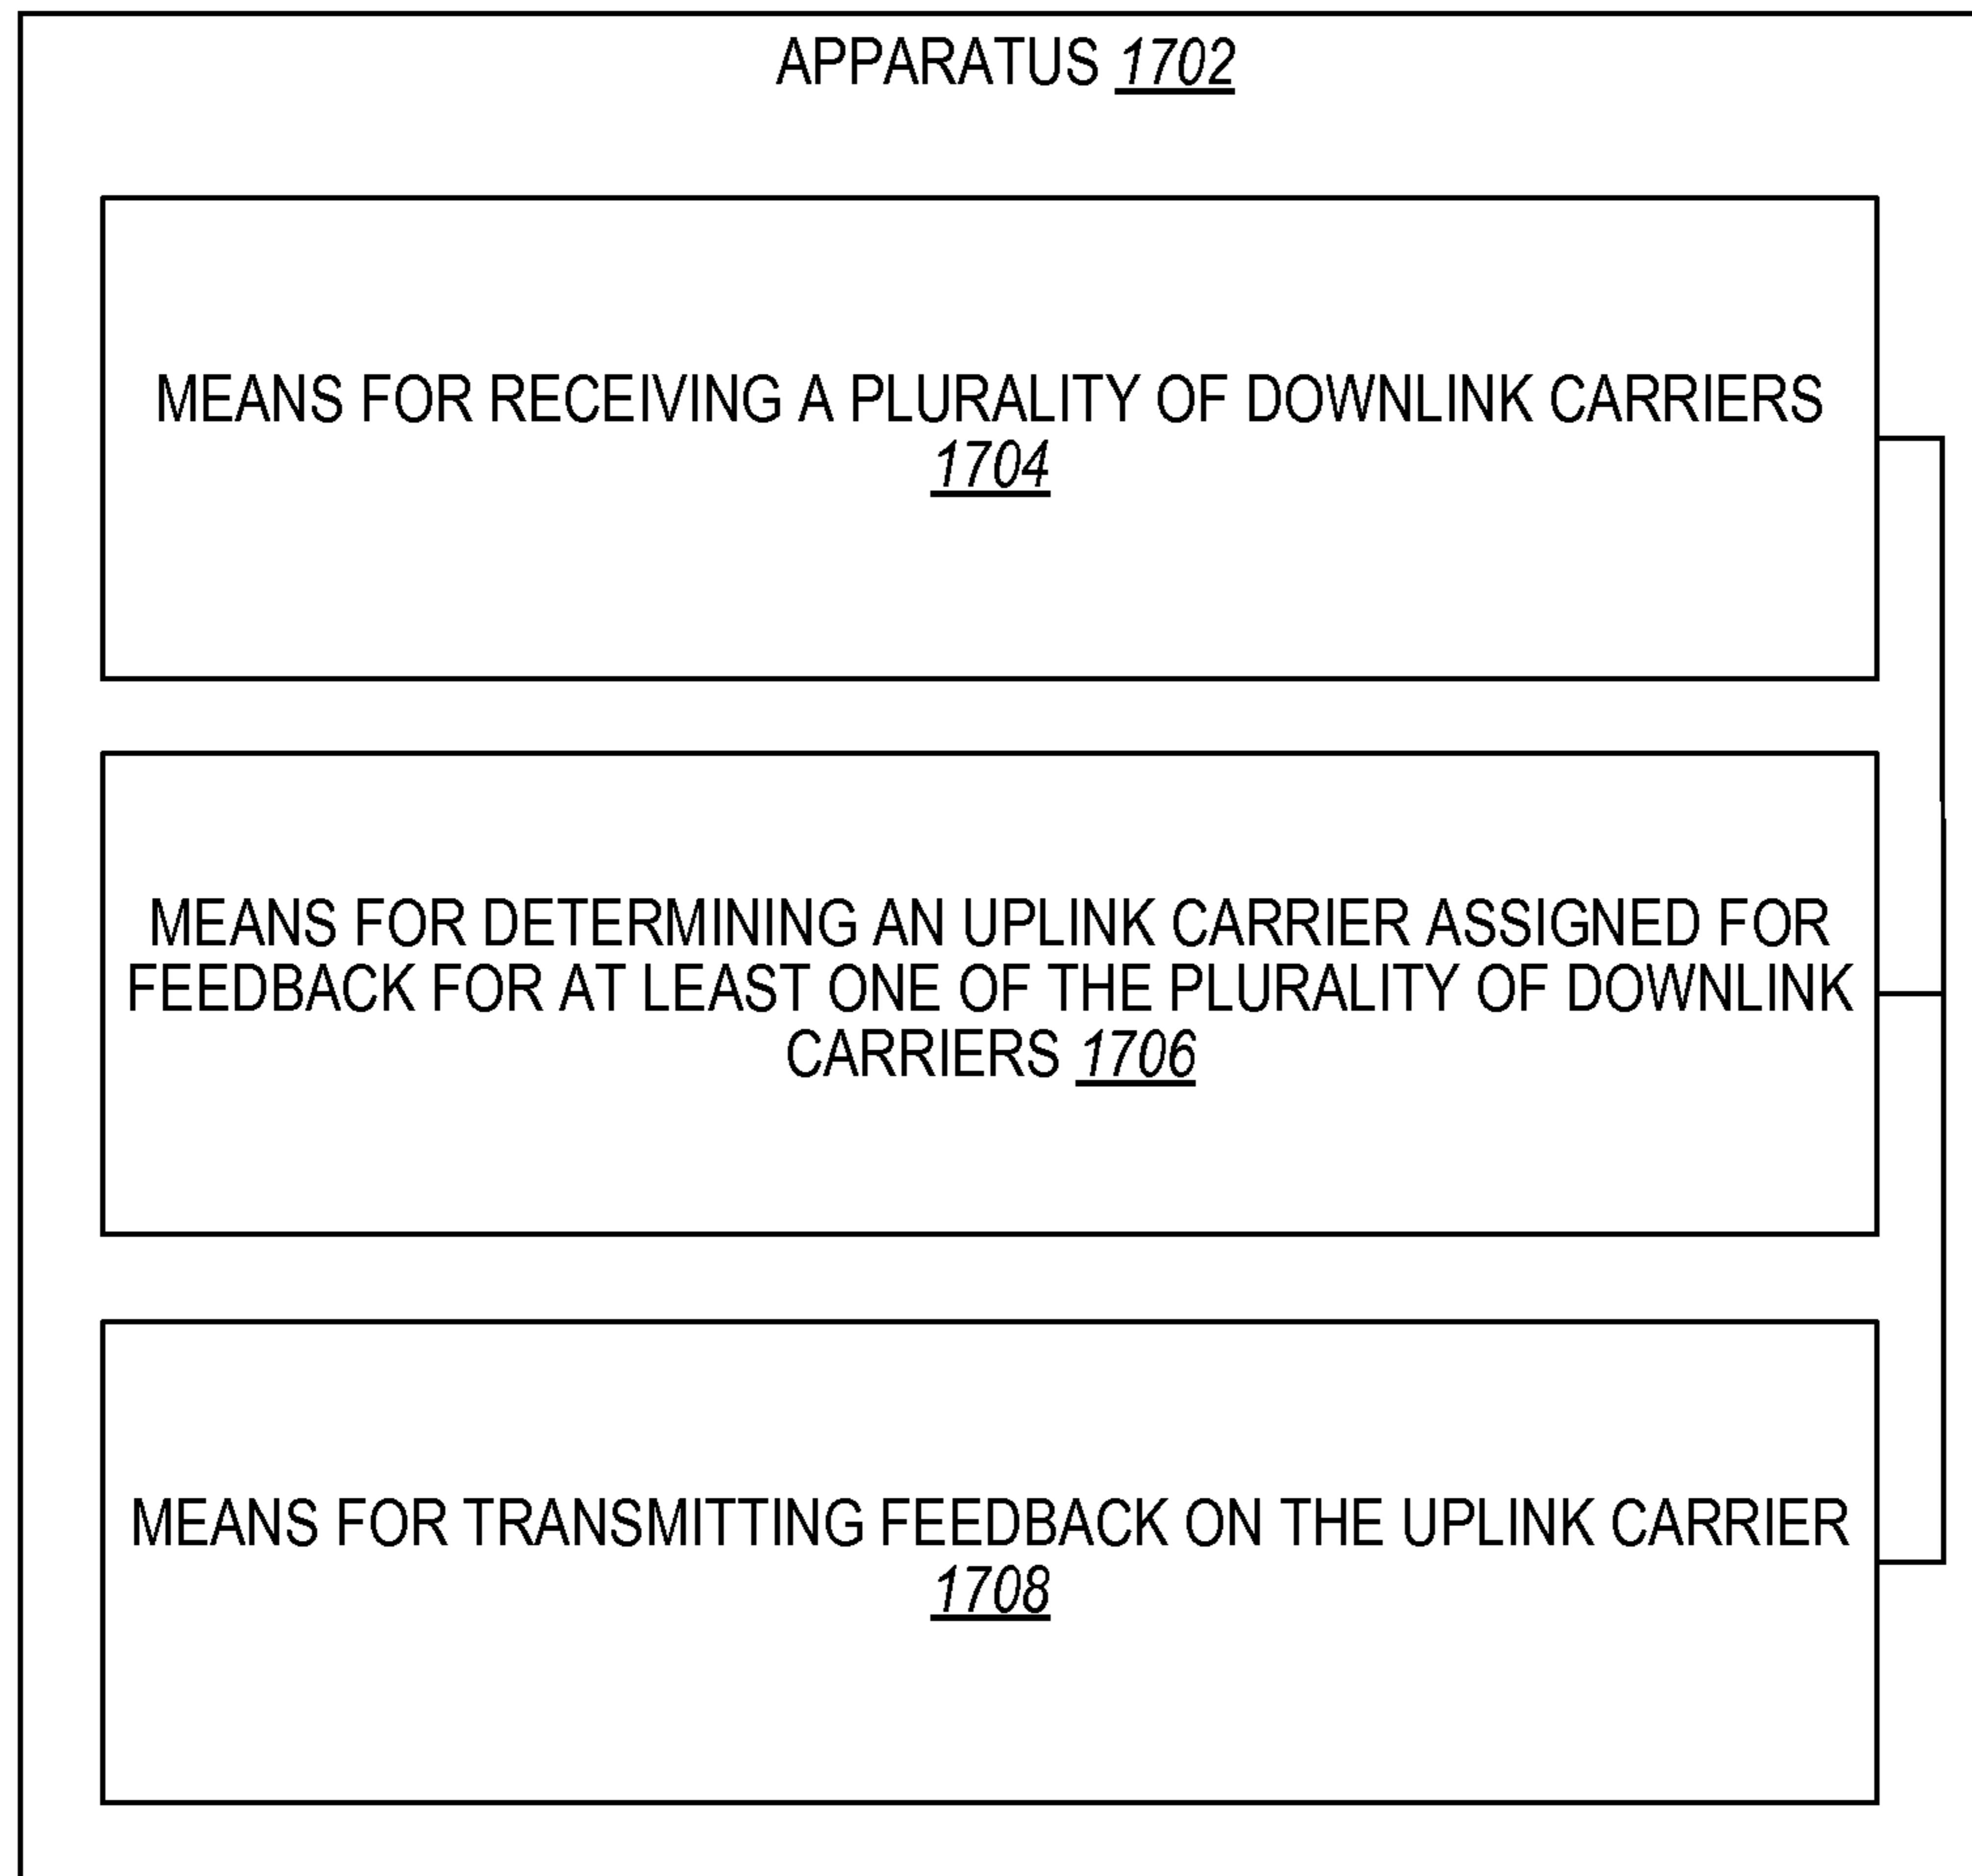 APPARATUS 1702
MEANS FOR RECEIVING A PLURALITY OF DOWNLINK CARRIERS
1704
MEANS FOR DETERMINING AN UPLINK CARRIER ASSIGNED FOR
FEEDBACK FOR AT LEAST ONE OF THE PLURALITY OF DOWNLINK
CARRIERS 1706
MEANS FOR TRANSMITTING FEEDBACK ON THE UPLINK CARRIER
1708